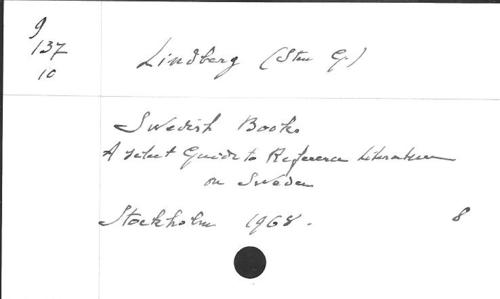 9
137
10
Lindberg (Sten G.)
Swedish Books
A select Guide to Reference Literature
on Sweden
Stockholm 1968.
8